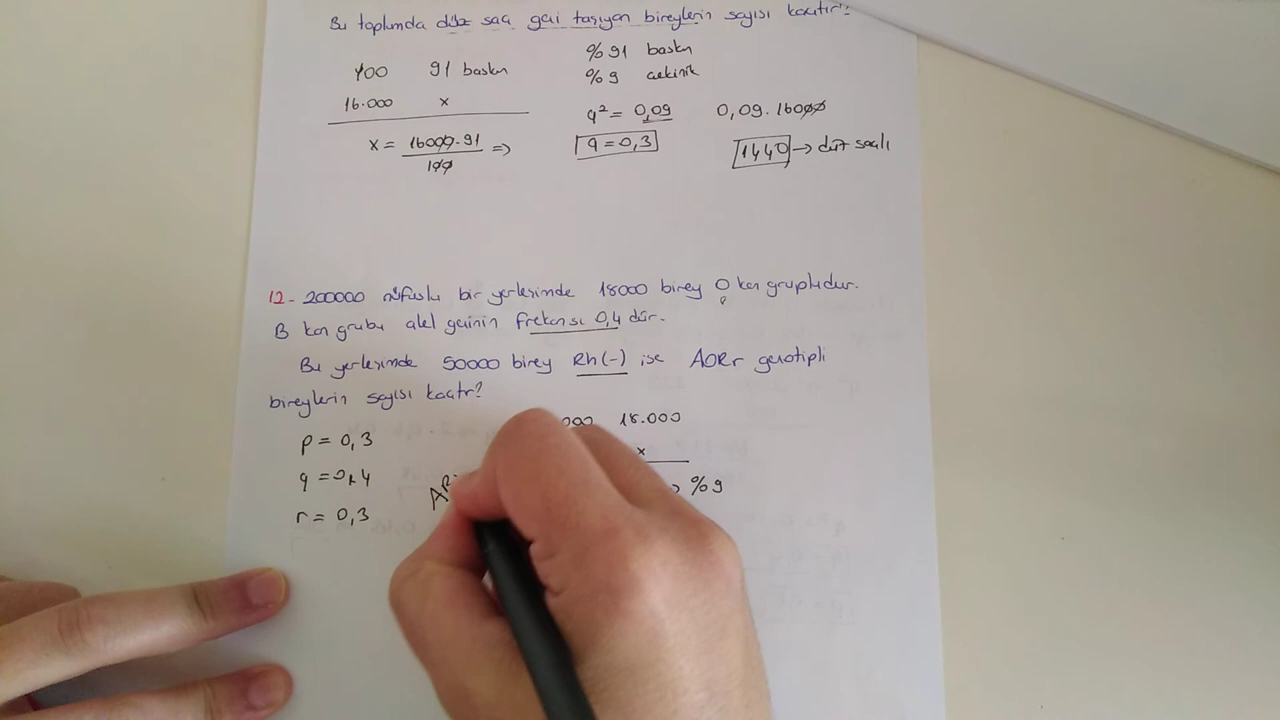 Bu toplumda düz saç geni taşıyan bireylerin sayısı kaçtır?
100 91 baskın
16.000 x
x = 16000.91 / 100 =>
% 91 baskın
% 9 çekinik
q² = 0,09
q = 0,3
0,09. 16000
1440 → düz saçlı
12- 200000 nüfuslu bir yerleşimde 18000 birey 0 kan grupludur.
B kan grubu alel geninin frekansı 0,4 dür.
Bu yerleşimde 50000 birey Rh(-) ise AORr genotipli
bireylerin sayısı kaçtır?
p = 0,3
q = 0,4
r = 0,3
000 18.000
x
%9